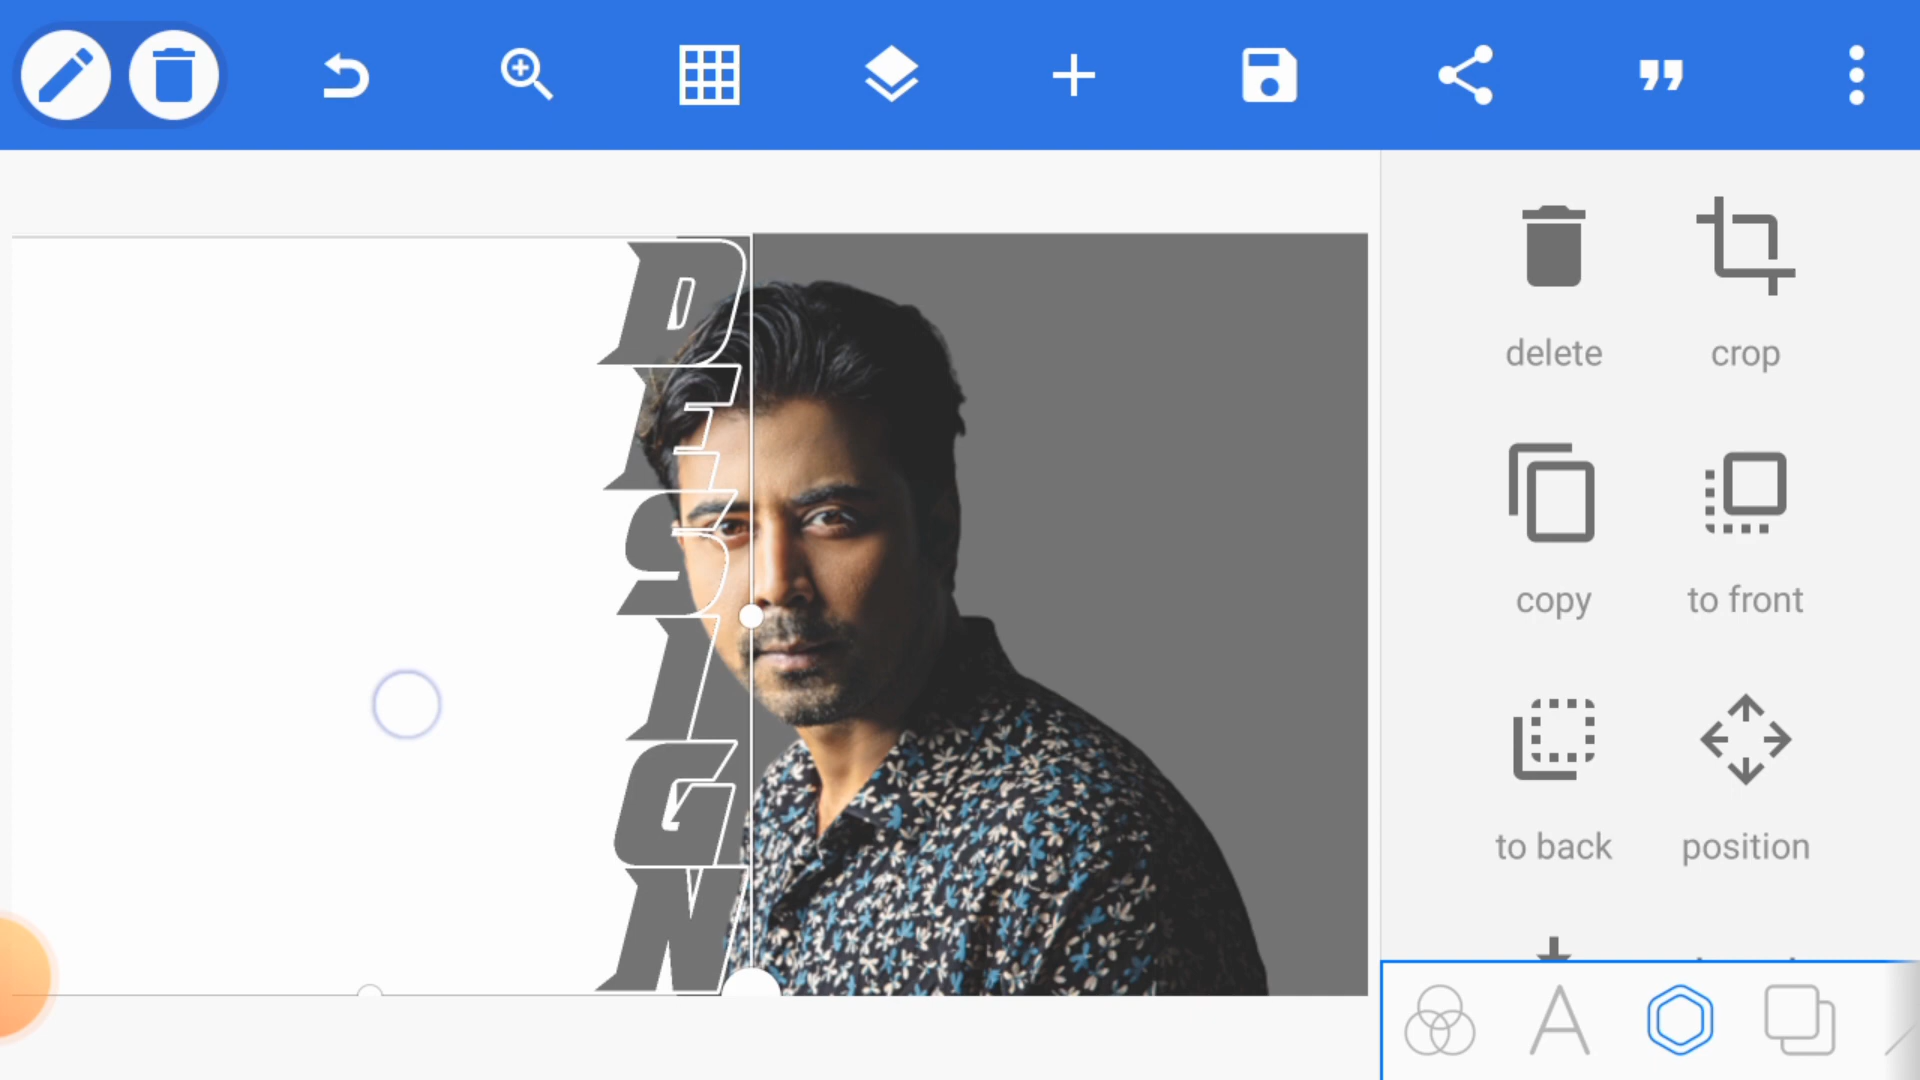 DESIGN
delete
crop
copy
to front
to back
position